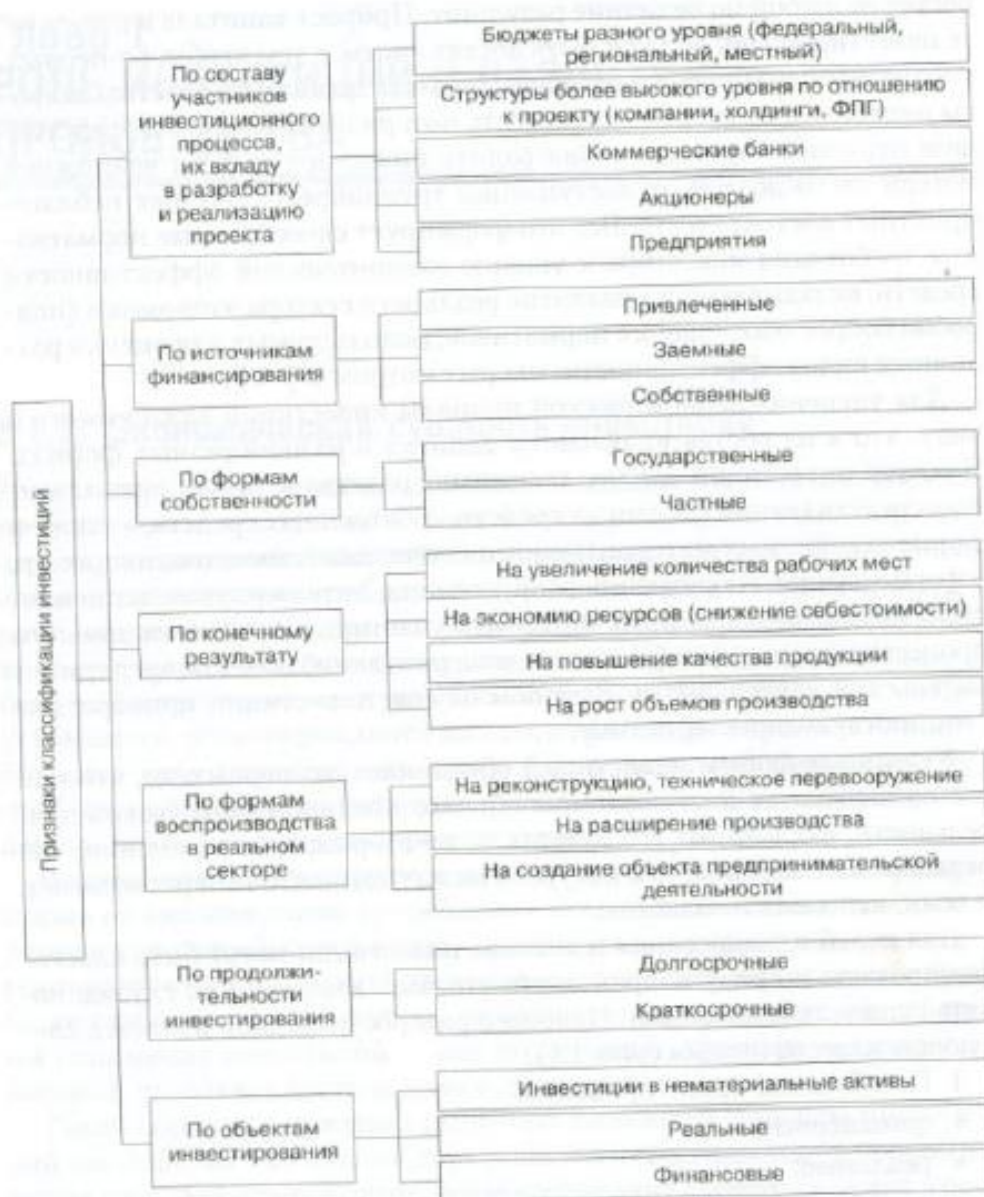 Признаки классификации инвестиций
По составу
участников
инвестиционного
процесса,
их вкладу
в разработку
и реализацию
проекта
Бюджеты разного уровня (федеральный,
региональный, местный)
Структуры более высокого уровня по отношению
к проекту (компании, холдинги, ФПГ)
Коммерческие банки
Акционеры
Предприятия
По источникам
финансирования
Привлеченные
Заемные
Собственные
По формам
собственности
Государственные
Частные
По конечному
результату
На увеличение количества рабочих мест
На экономию ресурсов (снижение себестоимости)
На повышение качества продукции
На рост объемов производства
По формам
воспроизводства
в реальном
секторе
На реконструкцию, техническое перевооружение
На расширение производства
На создание объекта предпринимательской
деятельности
По продолжи-
тельности
инвестирования
Долгосрочные
Краткосрочные
По объектам
инвестирования
Инвестиции в нематериальные активы
Реальные
Финансовые